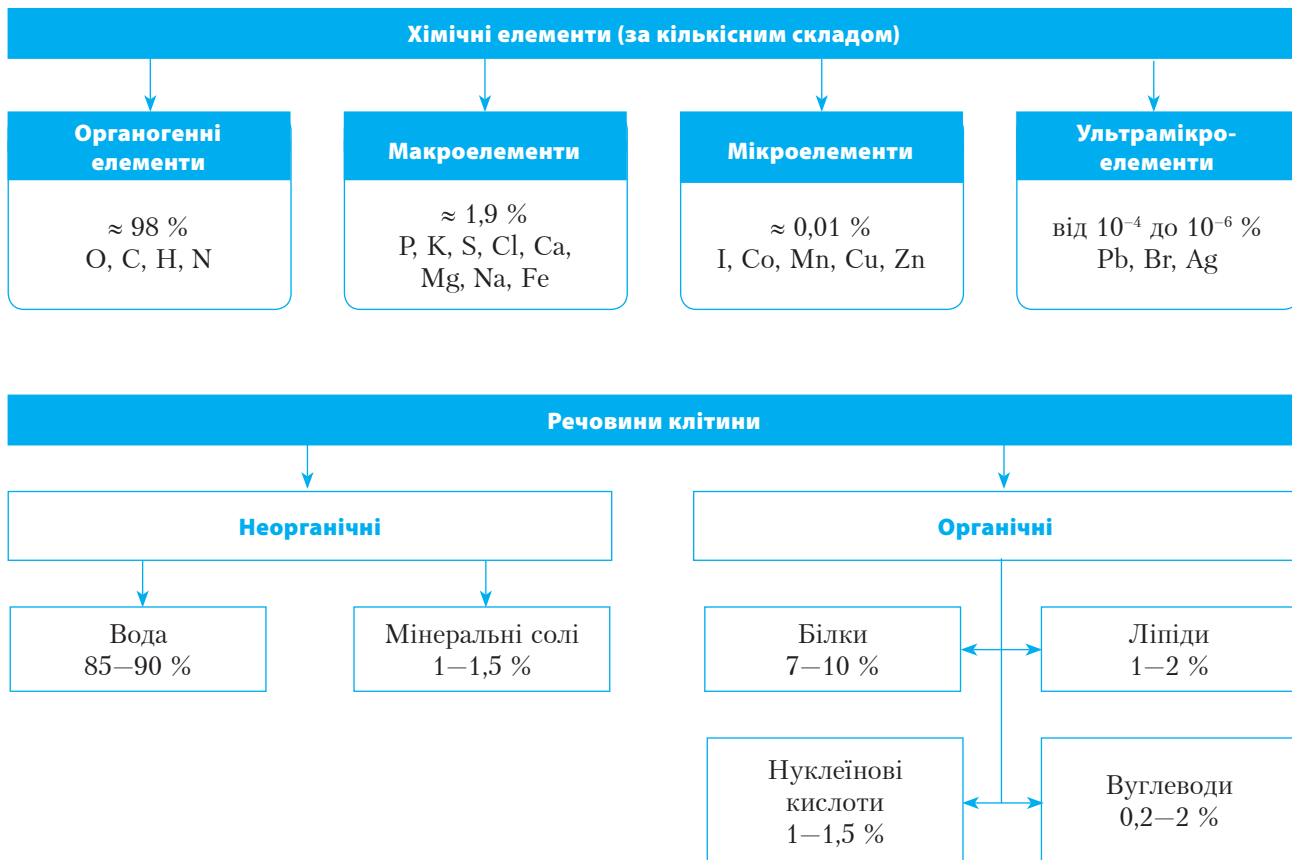 Хімічні елементи (за кількісним складом)
Органогенні
елементи
≈ 98 %
O, C, H, N
Макроелементи
≈ 1,9 %
P, K, S, Cl, Ca,
Mg, Na, Fe
Мікроелементи
≈ 0,01 %
I, Co, Mn, Cu, Zn
Ультрамікро-
елементи
від 10⁻⁴ до 10⁻⁶ %
Pb, Br, Ag
Речовини клітини
Неорганічні
Органічні
Вода
85—90 %
Мінеральні солі
1—1,5 %
Білки
7—10 %
Ліпіди
1—2 %
Нуклеїнові
кислоти
1—1,5 %
Вуглеводи
0,2—2 %